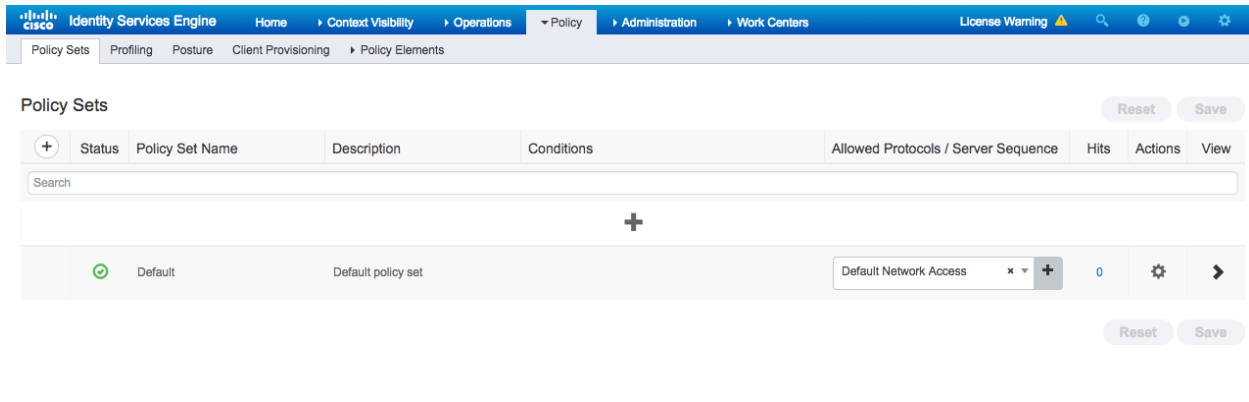 CISCO Identity Services Engine Home Context Visibility Operations Policy Administration Work Centers License Warning
Policy Sets Profiling Posture Client Provisioning Policy Elements
Policy Sets
Reset Save
+ Status Policy Set Name Description Conditions Allowed Protocols / Server Sequence Hits Actions View
Search
+
Default Default policy set Default Network Access × + 0
Reset Save